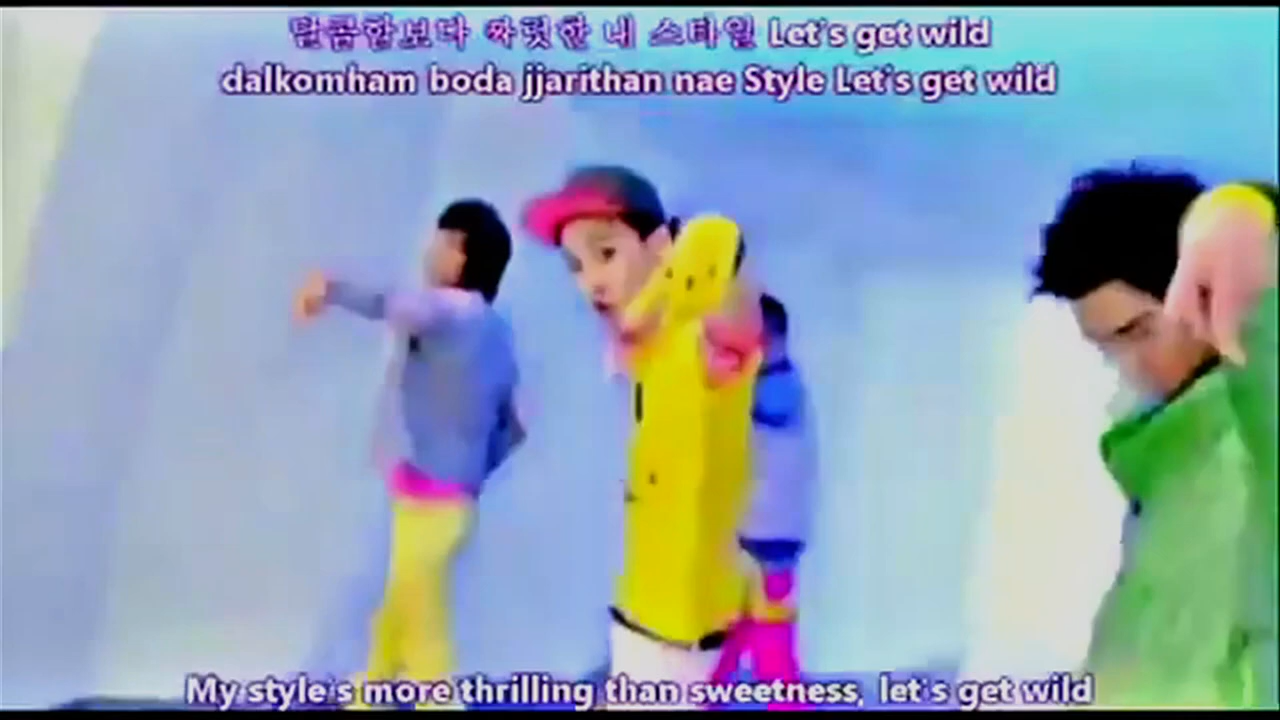 달콤함보다 짜릿한 내 스타일 Let's get wild
dalkomham boda jjarithan nae Style Let's get wild
My style's more thrilling than sweetness, let's get wild